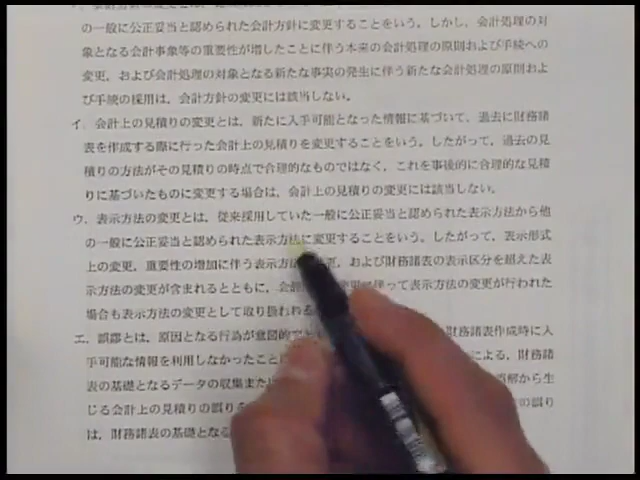 の一般に公正妥当と認められた会計方針に変更することをいう。しかし、会計処理の対
象となる会計事象等の重要性が増したことに伴う本来の会計処理の原則および手続への
変更、および会計処理の対象となる新たな事実の発生に伴う新たな会計処理の原則およ
び手続の採用は、会計方針の変更には該当しない。
イ．会計上の見積りの変更とは、新たに入手可能となった情報に基づいて、過去に財務諸
表を作成する際に行った会計上の見積りを変更することをいう。したがって、過去の見
積りの方法がその見積りの時点で合理的なものではなく、これを事後的に合理的な見積
りに基づいたものに変更する場合は、会計上の見積りの変更には該当しない。
ウ．表示方法の変更とは、従来採用していた一般に公正妥当と認められた表示方法から他
の一般に公正妥当と認められた表示方法に変更することをいう。したがって、表示形式
上の変更、重要性の増加に伴う表示方法 、および財務諸表の表示区分を超えた表
示方法の変更が含まれるとともに、会 に伴って表示方法の変更が行われた
場合も表示方法の変更として取り扱われる
エ．誤謬とは、原因となる行為が意図的で 財務諸表作成時に入
手可能な情報を利用しなかったことに による、財務諸
表の基礎となるデータの収集また 誤解から生
じる会計上の見積りの誤り の誤り
は、財務諸表の基礎となる